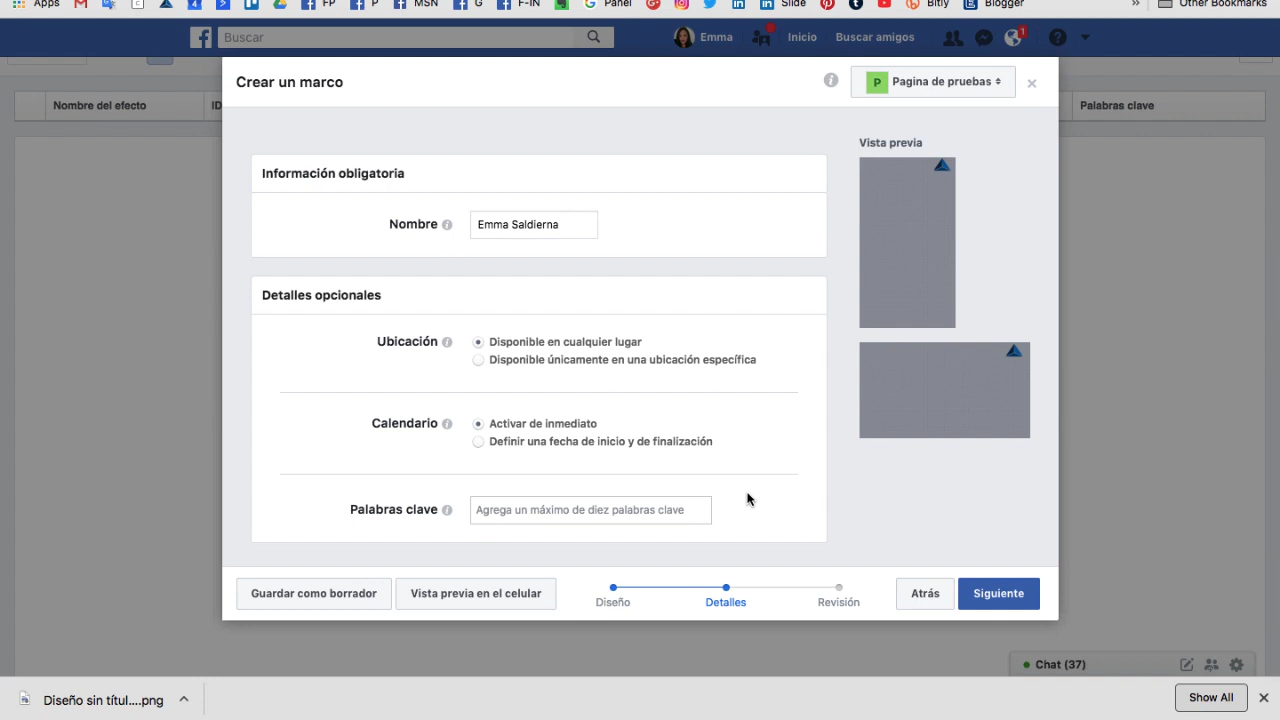 Apps FP P MSN G F-IN Panel Slide Bitly Blogger » Other Bookmarks
Buscar Emma Inicio Buscar amigos 1
Crear un marco P Pagina de pruebas
Nombre del efecto ID Palabras clave
Vista previa
Información obligatoria
Nombre Emma Saldierna
Detalles opcionales
Ubicación Disponible en cualquier lugar
Disponible únicamente en una ubicación específica
Calendario Activar de inmediato
Definir una fecha de inicio y de finalización
Palabras clave Agrega un máximo de diez palabras clave
Guardar como borrador Vista previa en el celular Diseño Detalles Revisión Atrás Siguiente
Chat (37)
Diseño sin títul....png Show All